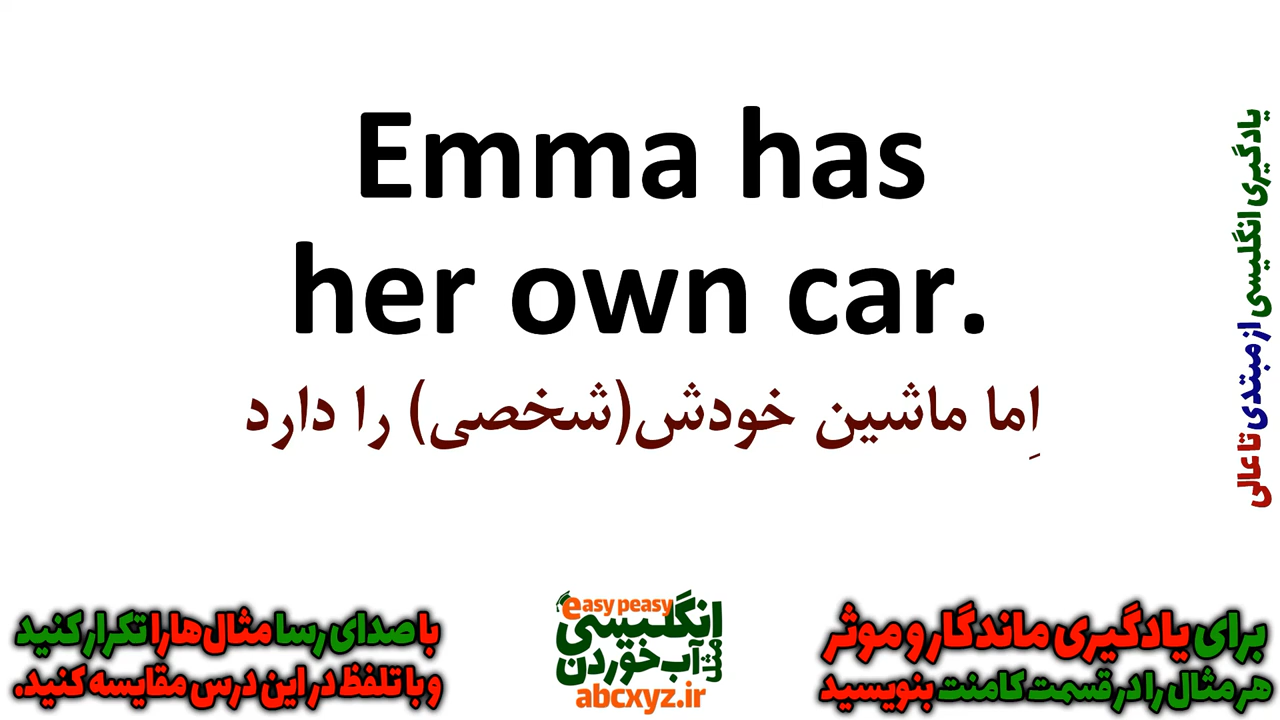 Emma has
her own car.
اِما ماشین خودش(شخصی) را دارد
یادگیری انگلیسی از مبتدی تا عالی
برای یادگیری ماندگار و موثر
هر مثال را در قسمت کامنت بنویسید
easy peasy
انگلیسی
مثل آب خوردن
abcxyz.ir
با صدای رسا مثال‌ها را تکرار کنید
و با تلفظ در این درس مقایسه کنید.